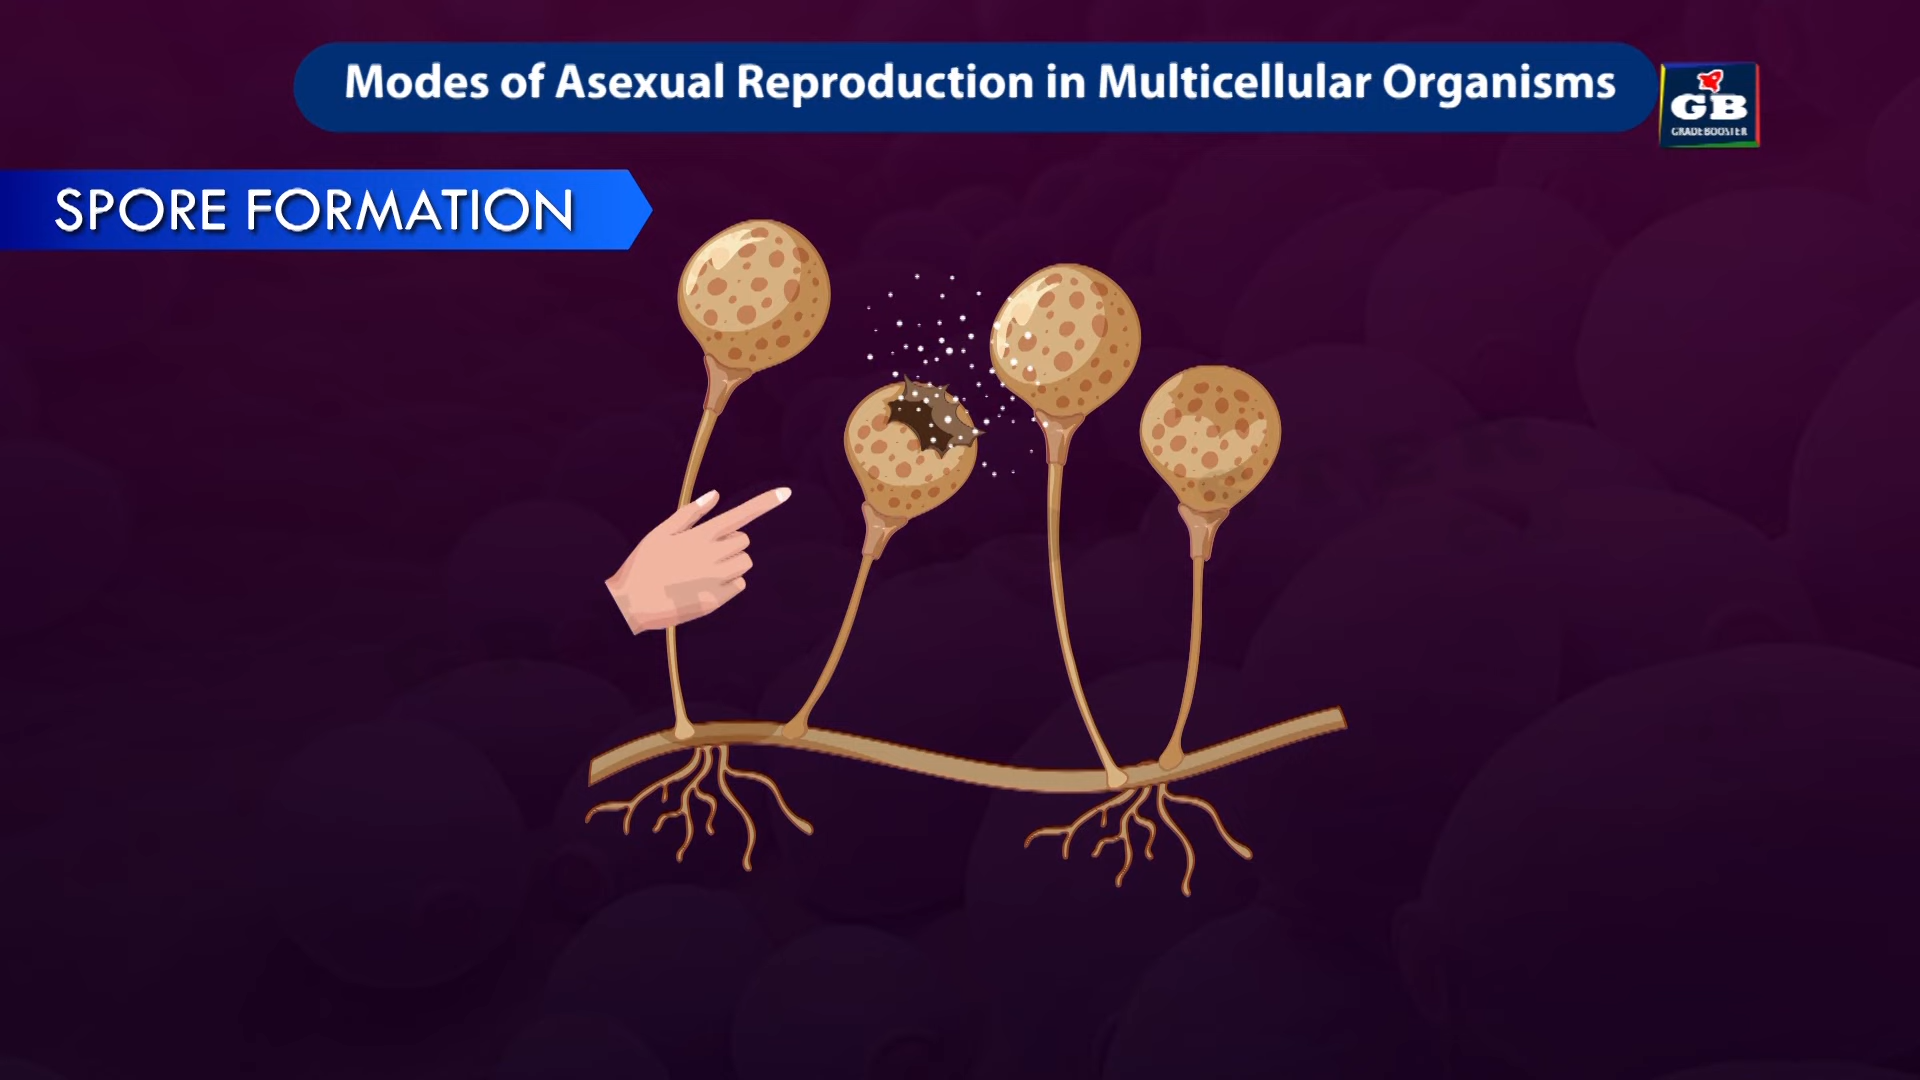 Modes of Asexual Reproduction in Multicellular Organisms
GB
GRADEBOOSTER
SPORE FORMATION